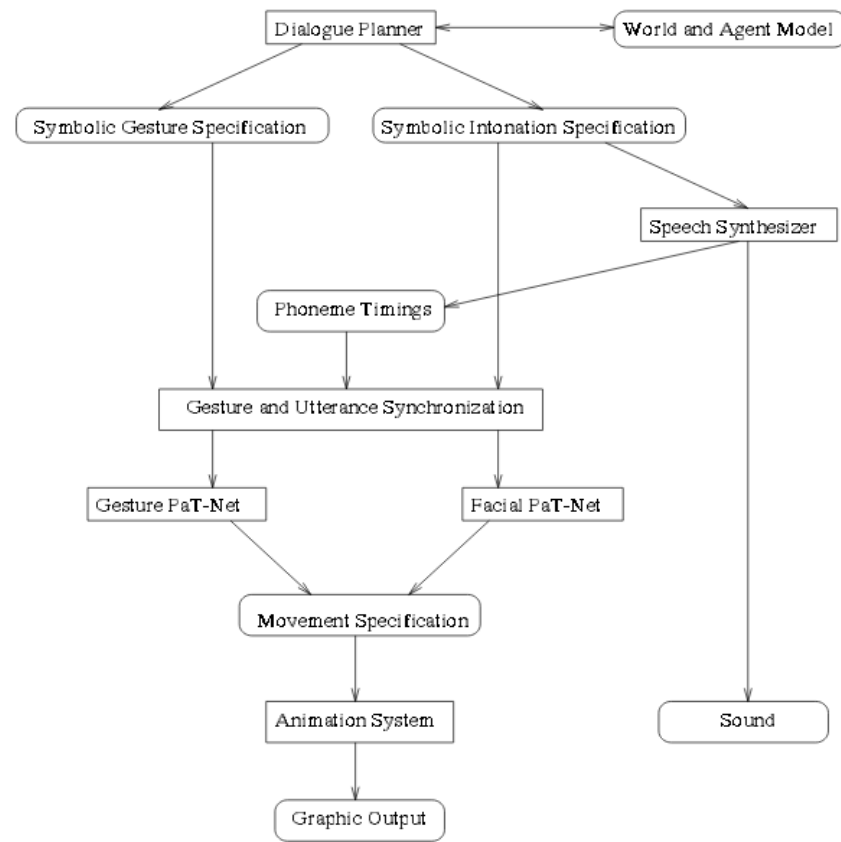 Dialogue Planner
World and Agent Model
Symbolic Gesture Specification
Symbolic Intonation Specification
Speech Synthesizer
Phoneme Timings
Gesture and Utterance Synchronization
Gesture PaT-Net
Facial PaT-Net
Movement Specification
Animation System
Sound
Graphic Output